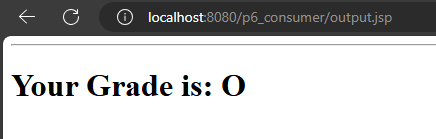 localhost:8080/p6_consumer/output.jsp
Your Grade is: O